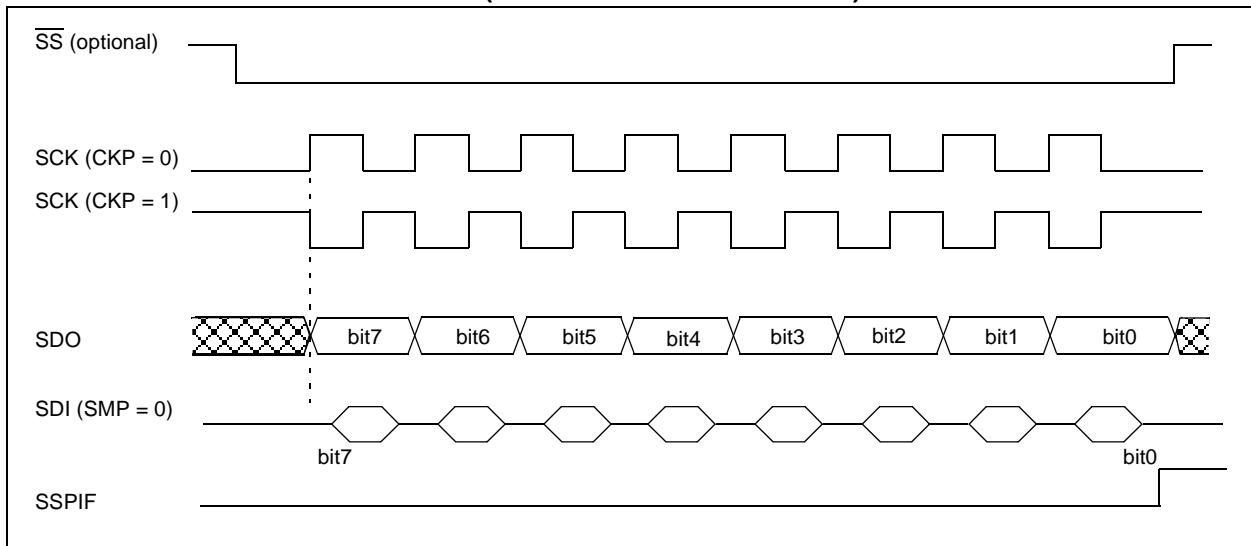 SS (optional)
SCK (CKP = 0)
SCK (CKP = 1)
SDO bit7 bit6 bit5 bit4 bit3 bit2 bit1 bit0
SDI (SMP = 0)
bit7 bit0
SSPIF